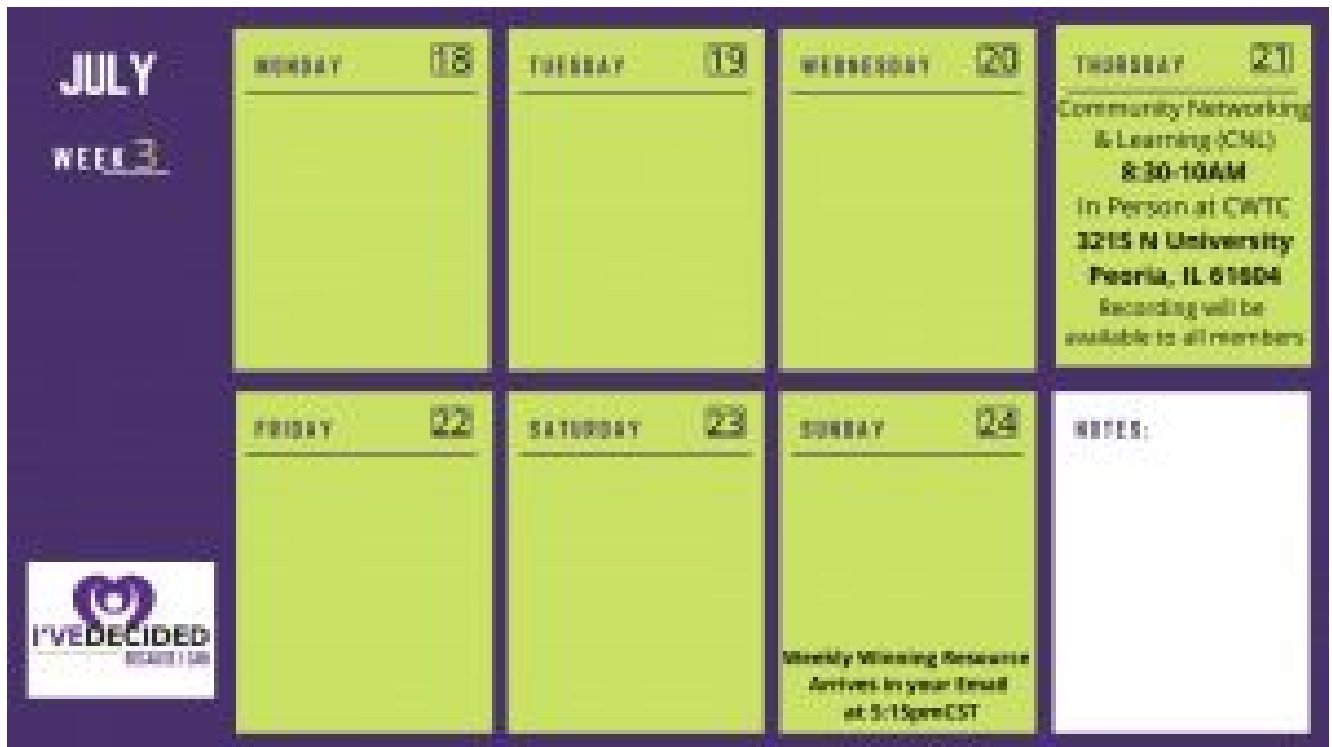 JULY
WEEK 3
MONDAY 18
TUESDAY 19
WEDNESDAY 20
THURSDAY 21
Community Networking
& Learning (CNL)
8:30-10AM
In Person at CWTC
3215 N University
Peoria, IL 61604
Recording will be
available to all members
FRIDAY 22
SATURDAY 23
SUNDAY 24
Weekly Winning Resource
Arrives in your Email
at 5:15pmCST
NOTES:
I'VEDECIDED
BECAUSE I CAN